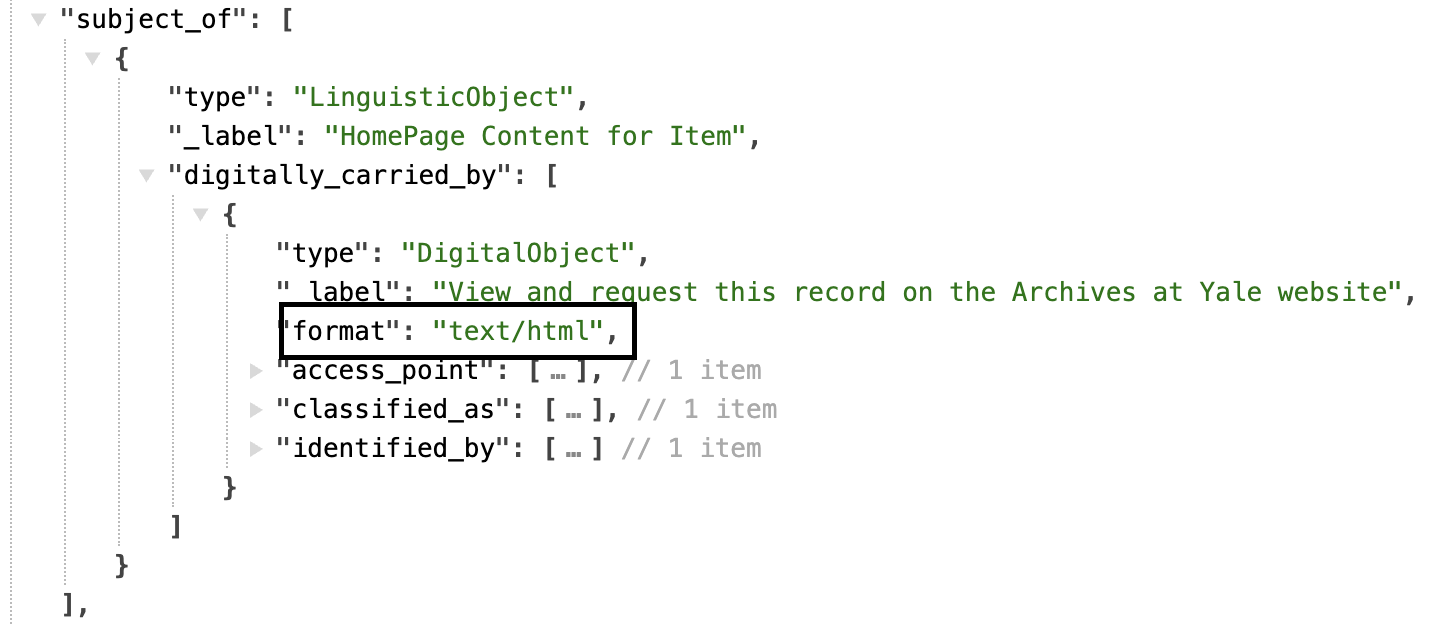 "subject_of": [
{
"type": "LinguisticObject",
"_label": "HomePage Content for Item",
"digitally_carried_by": [
{
"type": "DigitalObject",
"_label": "View and request this record on the Archives at Yale website",
"format": "text/html",
"access_point": [ … ], // 1 item
"classified_as": [ … ], // 1 item
"identified_by": [ … ] // 1 item
}
]
}
],